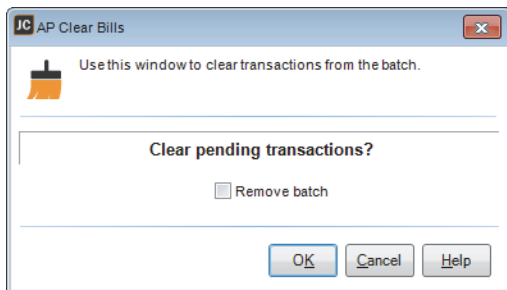 JC AP Clear Bills
Use this window to clear transactions from the batch.
Clear pending transactions?
Remove batch
OK Cancel Help